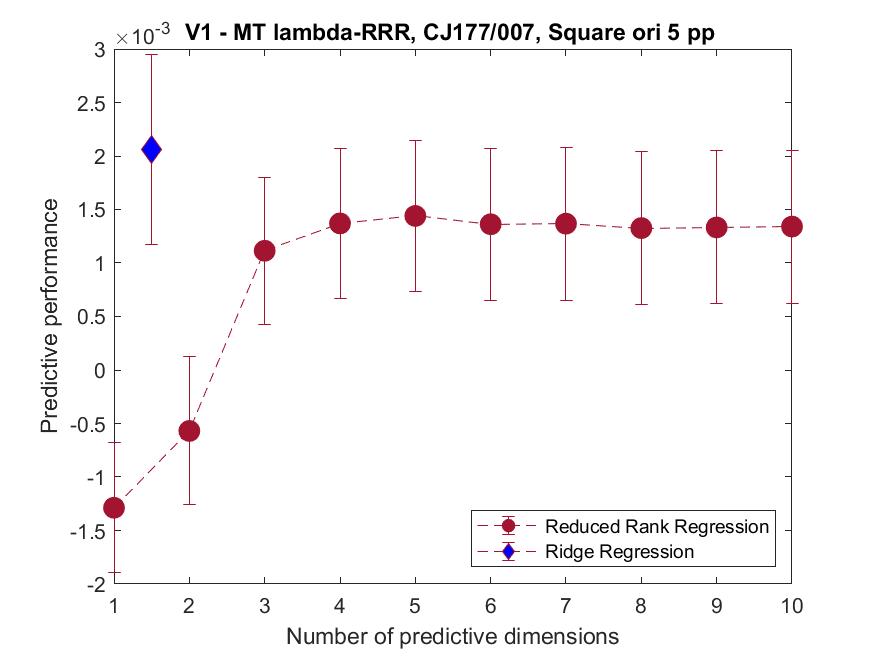 ×10-3
V1 - MT lambda-RRR, CJ177/007, Square ori 5 pp
3
2.5
2
1.5
1
0.5
0
-0.5
-1
-1.5
-2
Predictive performance
1 2 3 4 5 6 7 8 9 10
Number of predictive dimensions
Reduced Rank Regression
Ridge Regression